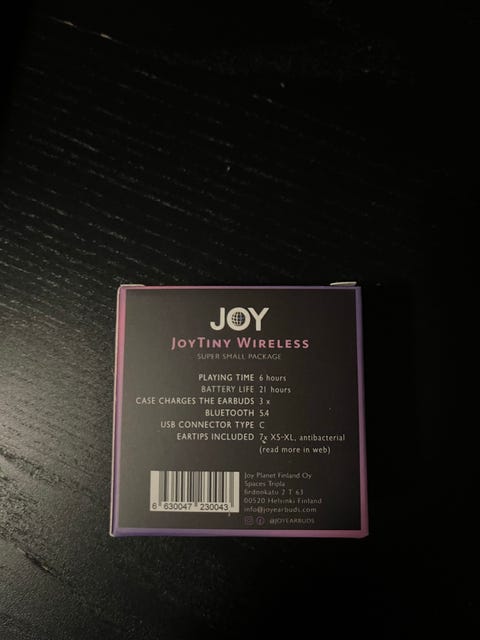 JOY
JOYTINY WIRELESS
SUPER SMALL PACKAGE
PLAYING TIME 6 hours
BATTERY LIFE 21 hours
CASE CHARGES THE EARBUDS 3 x
BLUETOOTH 5.4
USB CONNECTOR TYPE C
EARTIPS INCLUDED 7x XS-XL, antibacterial
(read more in web)
Joy Planet Finland Oy
Spaces Tripla
firdonkatu 2 T 63
00520 Helsinki Finland
info@joyearbuds.com
@JOYEARBUDS
6 630047 230043